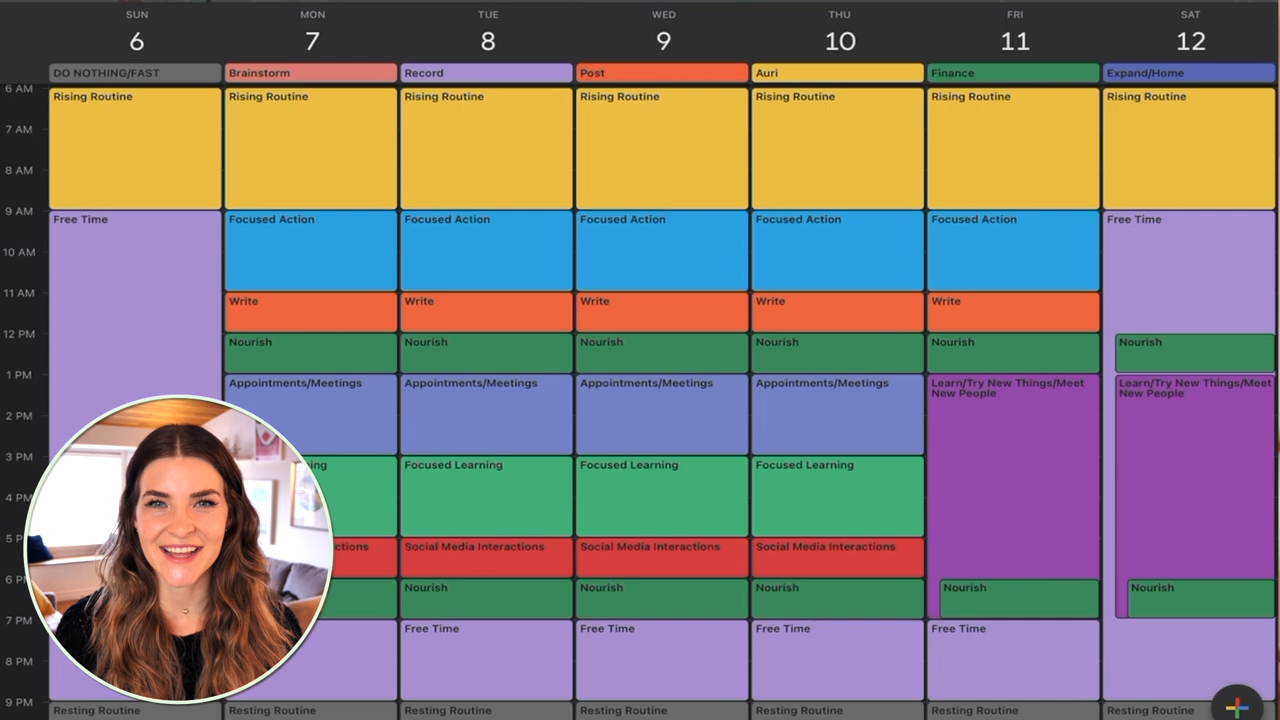 SUN MON TUE WED THU FRI SAT
6 7 8 9 10 11 12
DO NOTHING/FAST Brainstorm Record Post Auri Finance Expand/Home
6 AM
Rising Routine Rising Routine Rising Routine Rising Routine Rising Routine Rising Routine Rising Routine
7 AM
8 AM
9 AM
Free Time Focused Action Focused Action Focused Action Focused Action Focused Action Free Time
10 AM
11 AM
Write Write Write Write Write
12 PM
Nourish Nourish Nourish Nourish Nourish Nourish
1 PM
Appointments/Meetings Appointments/Meetings Appointments/Meetings Appointments/Meetings Learn/Try New Things/Meet Learn/Try New Things/Meet
New People New People
2 PM
3 PM
ing Focused Learning Focused Learning Focused Learning
4 PM
5 P
ctions Social Media Interactions Social Media Interactions Social Media Interactions
6 PM
Nourish Nourish Nourish Nourish Nourish
7 PM
Free Time Free Time Free Time Free Time
8 PM
9 PM
Resting Routine Resting Routine Resting Routine Resting Routine Resting Routine Resting Routine Resting Routine